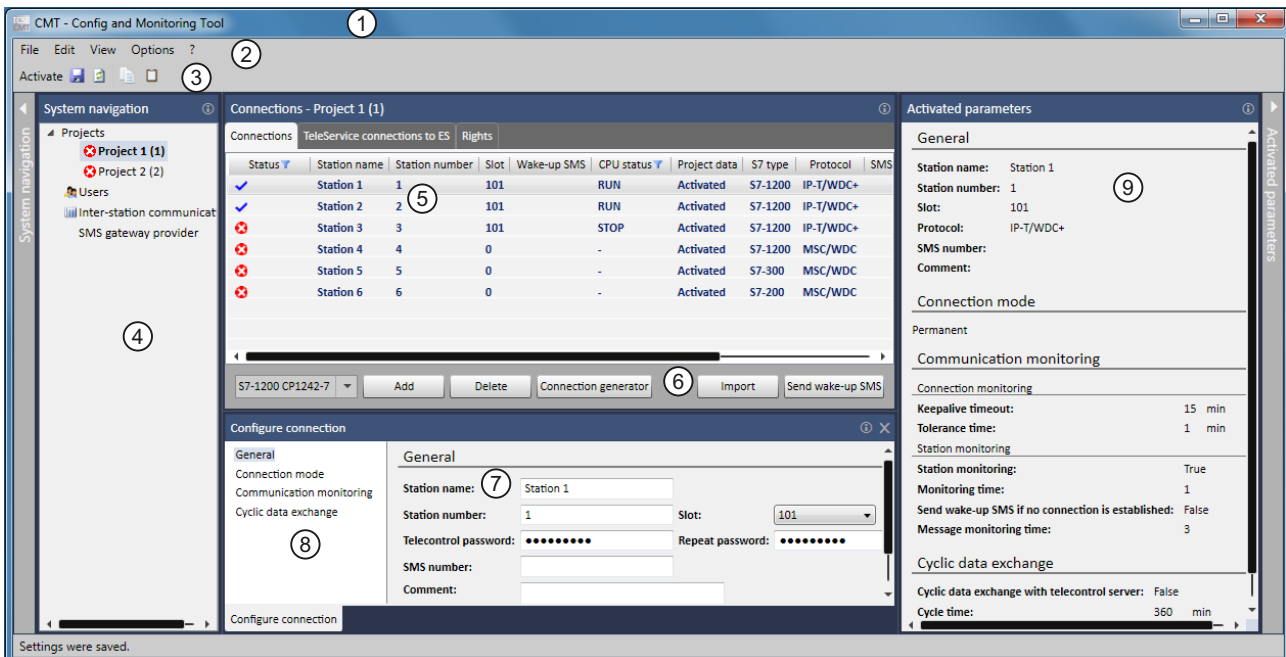 CMT - Config and Monitoring Tool
1
File Edit View Options ?
2
Activate
3
System navigation
System navigation
Projects
Project 1 (1)
Project 2 (2)
Users
Inter-station communicat
SMS gateway provider
4
Connections - Project 1 (1)
Connections TeleService connections to ES Rights
Status Station name Station number Slot Wake-up SMS CPU status Project data S7 type Protocol SMS
Station 1 1 101 RUN Activated S7-1200 IP-T/WDC+
Station 2 2 101 RUN Activated S7-1200 IP-T/WDC+
Station 3 3 101 STOP Activated S7-1200 IP-T/WDC+
Station 4 4 0 - Activated S7-1200 MSC/WDC
Station 5 5 0 - Activated S7-300 MSC/WDC
Station 6 6 0 - Activated S7-200 MSC/WDC
5
S7-1200 CP1242-7 Add Delete Connection generator 6 Import Send wake-up SMS
Configure connection
General
Connection mode
Communication monitoring
Cyclic data exchange
8
General
Station name: 7 Station 1
Station number: 1 Slot: 101
Telecontrol password: ●●●●●●●●● Repeat password: ●●●●●●●●●
SMS number:
Comment:
Configure connection
Activated parameters
Activated parameters
General
Station name: Station 1
Station number: 1
Slot: 101
Protocol: IP-T/WDC+
SMS number:
Comment:
9
Connection mode
Permanent
Communication monitoring
Connection monitoring
Keepalive timeout: 15 min
Tolerance time: 1 min
Station monitoring
Station monitoring: True
Monitoring time: 1
Send wake-up SMS if no connection is established: False
Message monitoring time: 3
Cyclic data exchange
Cyclic data exchange with telecontrol server: False
Cycle time: 360 min
Settings were saved.